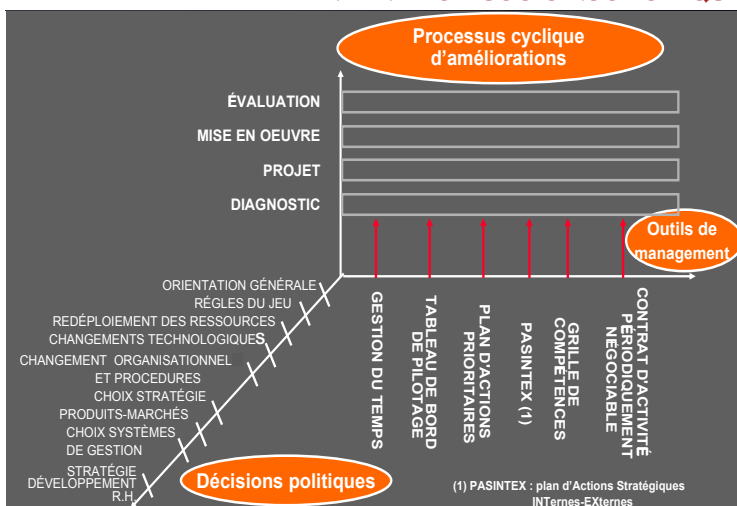 Processus cyclique
d'améliorations
ÉVALUATION
MISE EN OEUVRE
PROJET
DIAGNOSTIC
Outils de
management
ORIENTATION GÉNÉRALE
RÉGLES DU JEU
REDÉPLOIEMENT DES RESSOURCES
CHANGEMENTS TECHNOLOGIQUES
CHANGEMENT ORGANISATIONNEL
ET PROCEDURES
CHOIX STRATÉGIE
PRODUITS-MARCHÉS
CHOIX SYSTÈMES
DE GESTION
STRATÉGIE
DÉVELOPPEMENT
R.H.
GESTION DU TEMPS
TABLEAU DE BORD
DE PILOTAGE
PLAN D'ACTIONS
PRIORITAIRES
PASINTEX (1)
GRILLE DE
COMPÉTENCES
CONTRAT D'ACTIVITÉ
PÉRIODIQUEMENT
NÉGOCIABLE
Décisions politiques
(1) PASINTEX : plan d'Actions Stratégiques
INTernes-EXternes